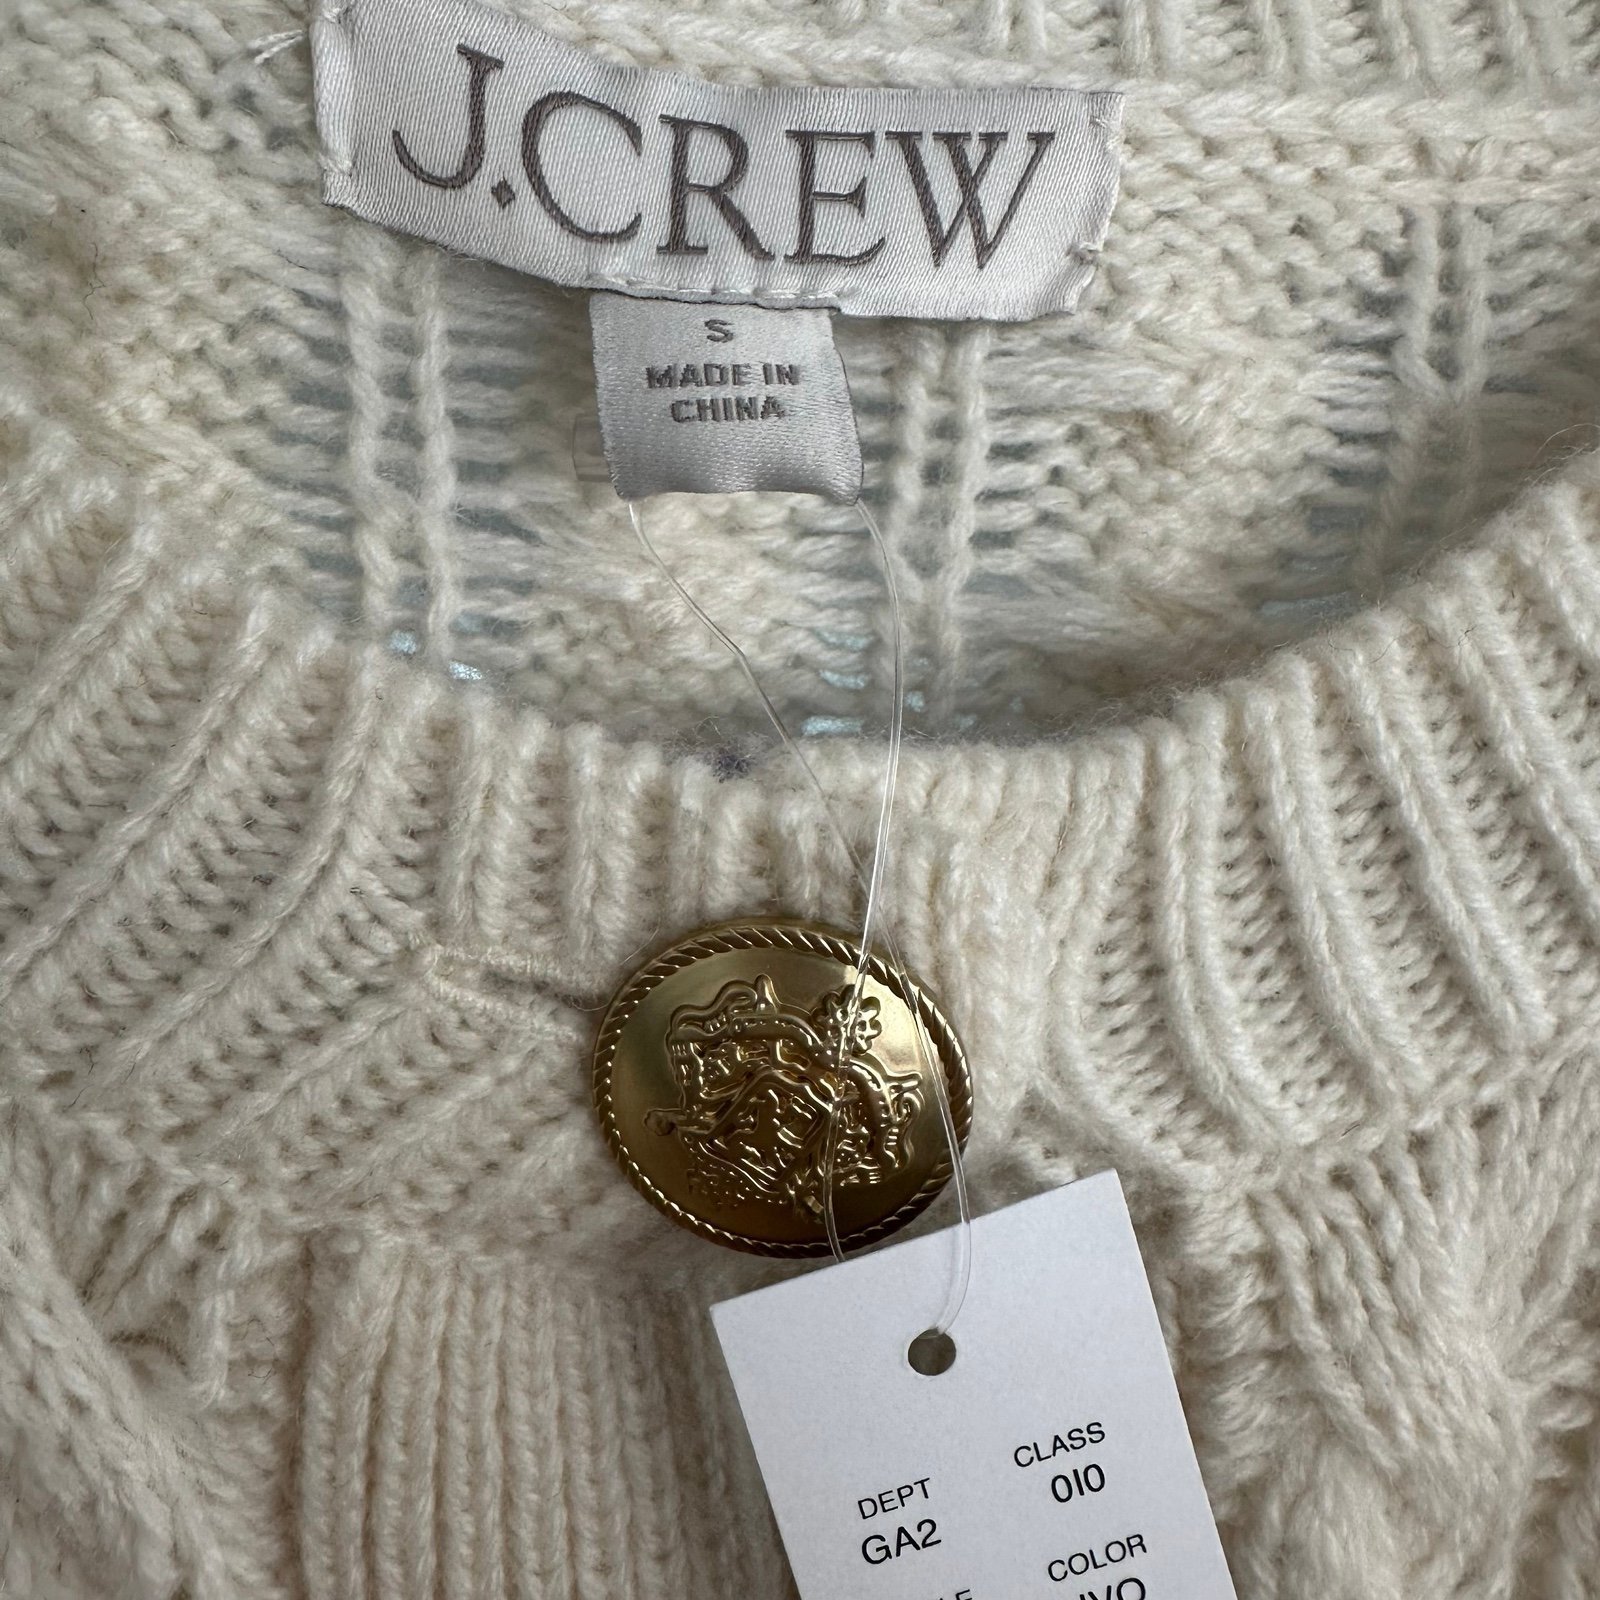 J.CREW
S
MADE IN
CHINA
DEPT CLASS
GA2 010
COLOR